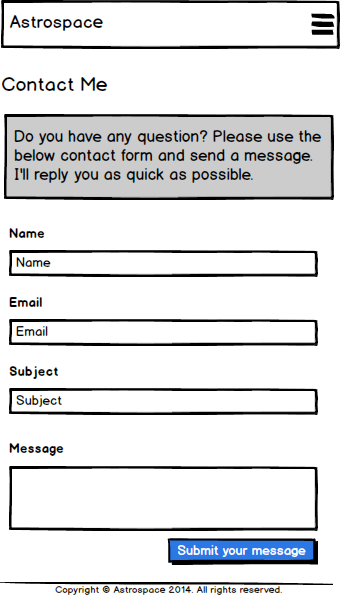 Astrospace
Contact Me
Do you have any question? Please use the
below contact form and send a message.
I'll reply you as quick as possible.
Name
Name
Email
Email
Subject
Subject
Message
Submit your message
Copyright © Astrospace 2014. All rights reserved.